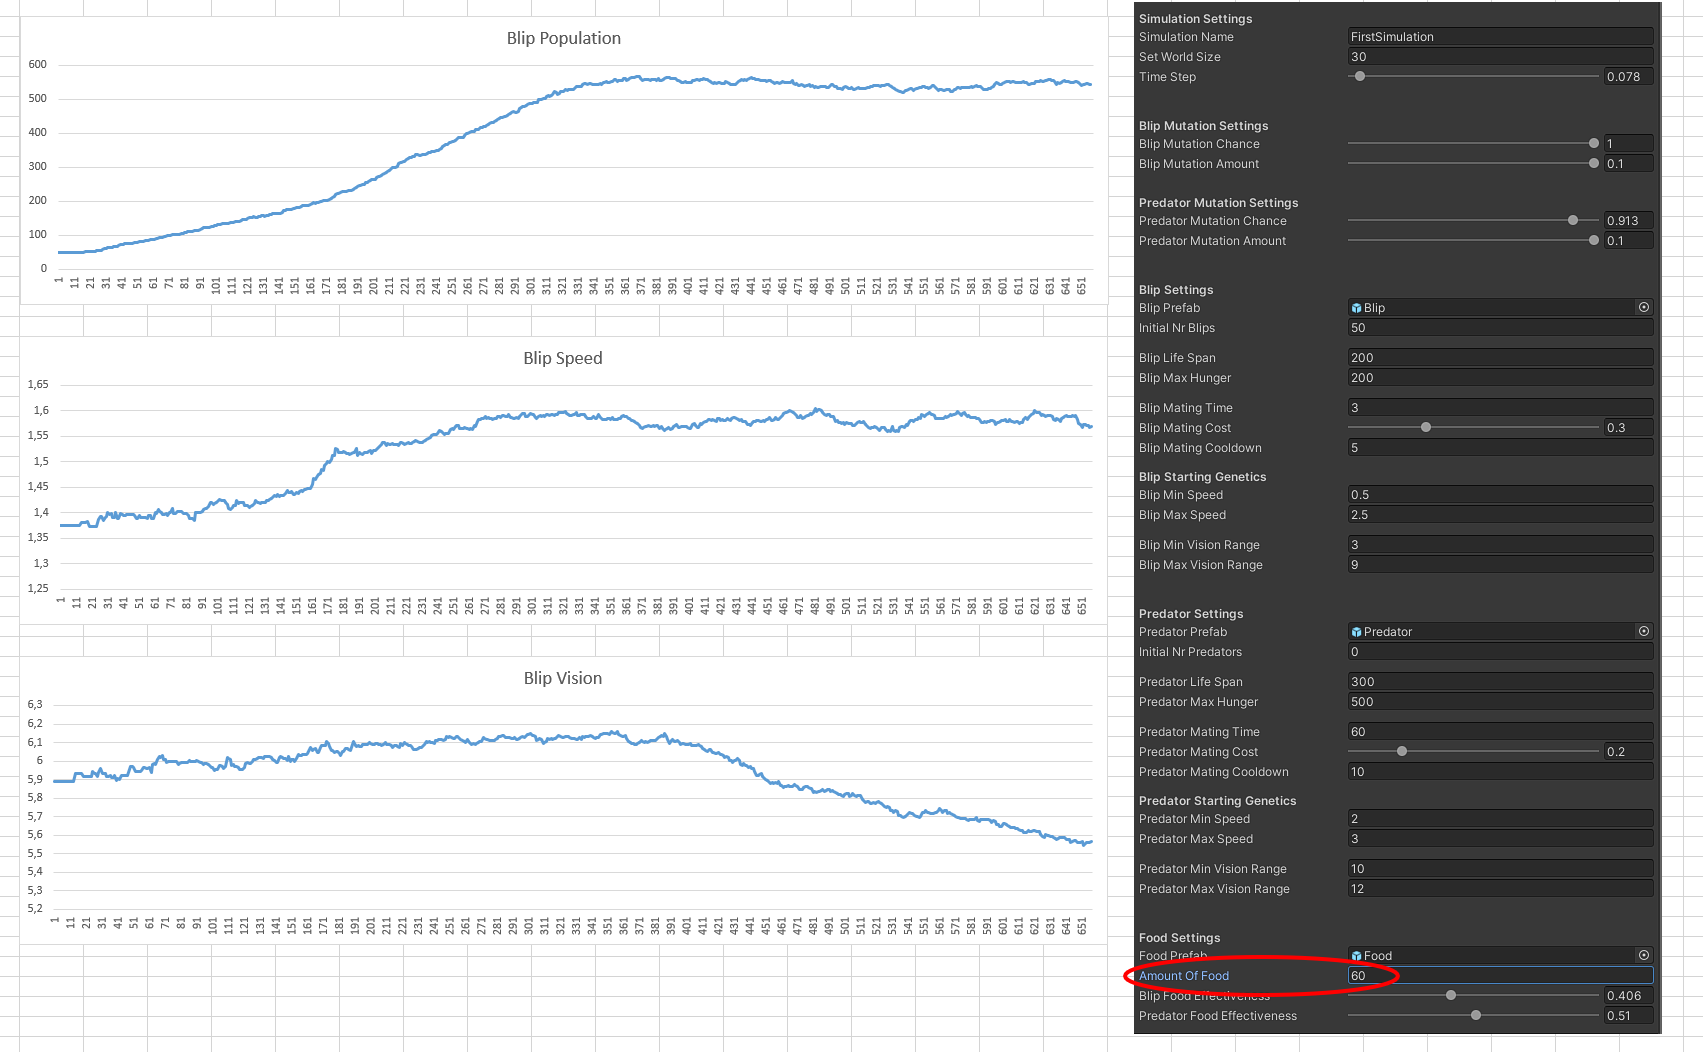 Blip Population
600
500
400
300
200
100
0
1 11 21 31 41 51 61 71 81 91 101 111 121 131 141 151 161 171 181 191 201 211 221 231 241 251 261 271 281 291 301 311 321 331 341 351 361 371 381 391 401 411 421 431 441 451 461 471 481 491 501 511 521 531 541 551 561 571 581 591 601 611 621 631 641 651
Blip Speed
1,65
1,6
1,55
1,5
1,45
1,4
1,35
1,3
1,25
1 11 21 31 41 51 61 71 81 91 101 111 121 131 141 151 161 171 181 191 201 211 221 231 241 251 261 271 281 291 301 311 321 331 341 351 361 371 381 391 401 411 421 431 441 451 461 471 481 491 501 511 521 531 541 551 561 571 581 591 601 611 621 631 641 651
Blip Vision
6,3
6,2
6,1
6
5,9
5,8
5,7
5,6
5,5
5,4
5,3
5,2
1 11 21 31 41 51 61 71 81 91 101 111 121 131 141 151 161 171 181 191 201 211 221 231 241 251 261 271 281 291 301 311 321 331 341 351 361 371 381 391 401 411 421 431 441 451 461 471 481 491 501 511 521 531 541 551 561 571 581 591 601 611 621 631 641 651
Simulation Settings
Simulation Name FirstSimulation
Set World Size 30
Time Step 0.078
Blip Mutation Settings
Blip Mutation Chance 1
Blip Mutation Amount 0.1
Predator Mutation Settings
Predator Mutation Chance 0.913
Predator Mutation Amount 0.1
Blip Settings
Blip Prefab Blip
Initial Nr Blips 50
Blip Life Span 200
Blip Max Hunger 200
Blip Mating Time 3
Blip Mating Cost 0.3
Blip Mating Cooldown 5
Blip Starting Genetics
Blip Min Speed 0.5
Blip Max Speed 2.5
Blip Min Vision Range 3
Blip Max Vision Range 9
Predator Settings
Predator Prefab Predator
Initial Nr Predators 0
Predator Life Span 300
Predator Max Hunger 500
Predator Mating Time 60
Predator Mating Cost 0.2
Predator Mating Cooldown 10
Predator Starting Genetics
Predator Min Speed 2
Predator Max Speed 3
Predator Min Vision Range 10
Predator Max Vision Range 12
Food Settings
Food Prefab Food
Amount Of Food 60
Blip Food Effectiveness 0.406
Predator Food Effectiveness 0.51